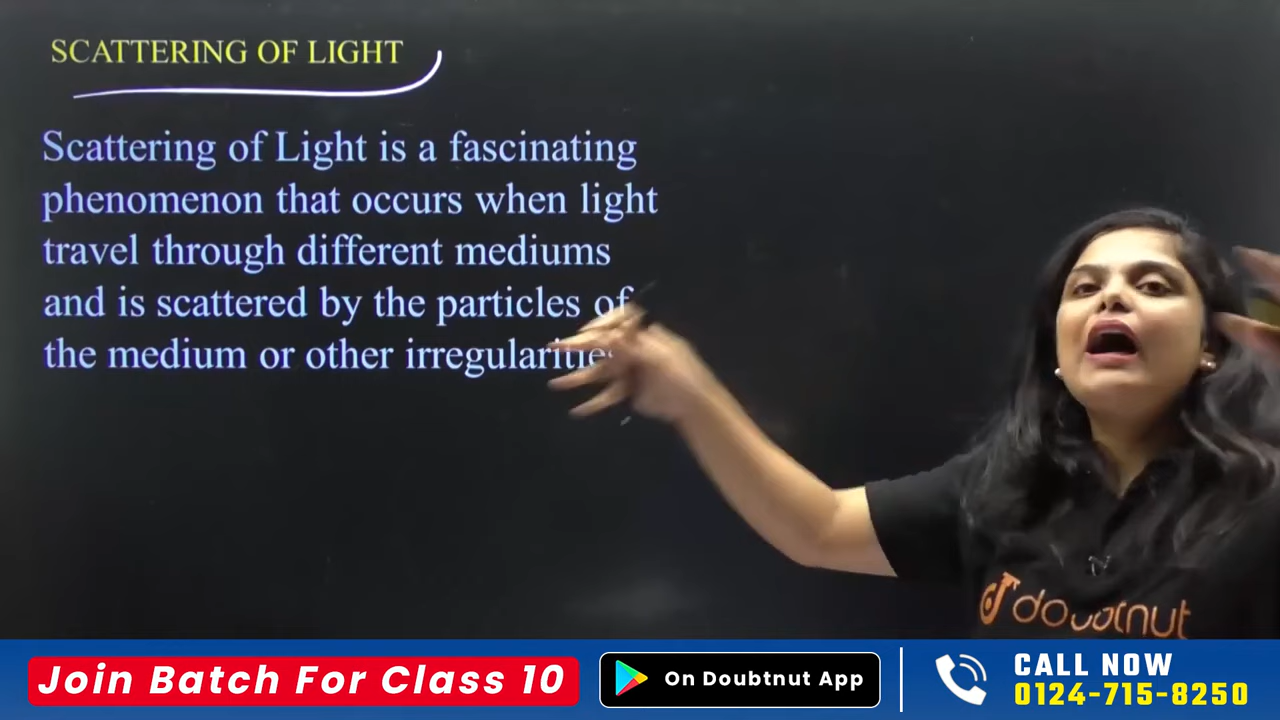 SCATTERING OF LIGHT
Scattering of Light is a fascinating
phenomenon that occurs when light
travel through different mediums
and is scattered by the particles of
the medium or other irregularities
doubtnut
Join Batch For Class 10
On Doubtnut App
CALL NOW
0124-715-8250